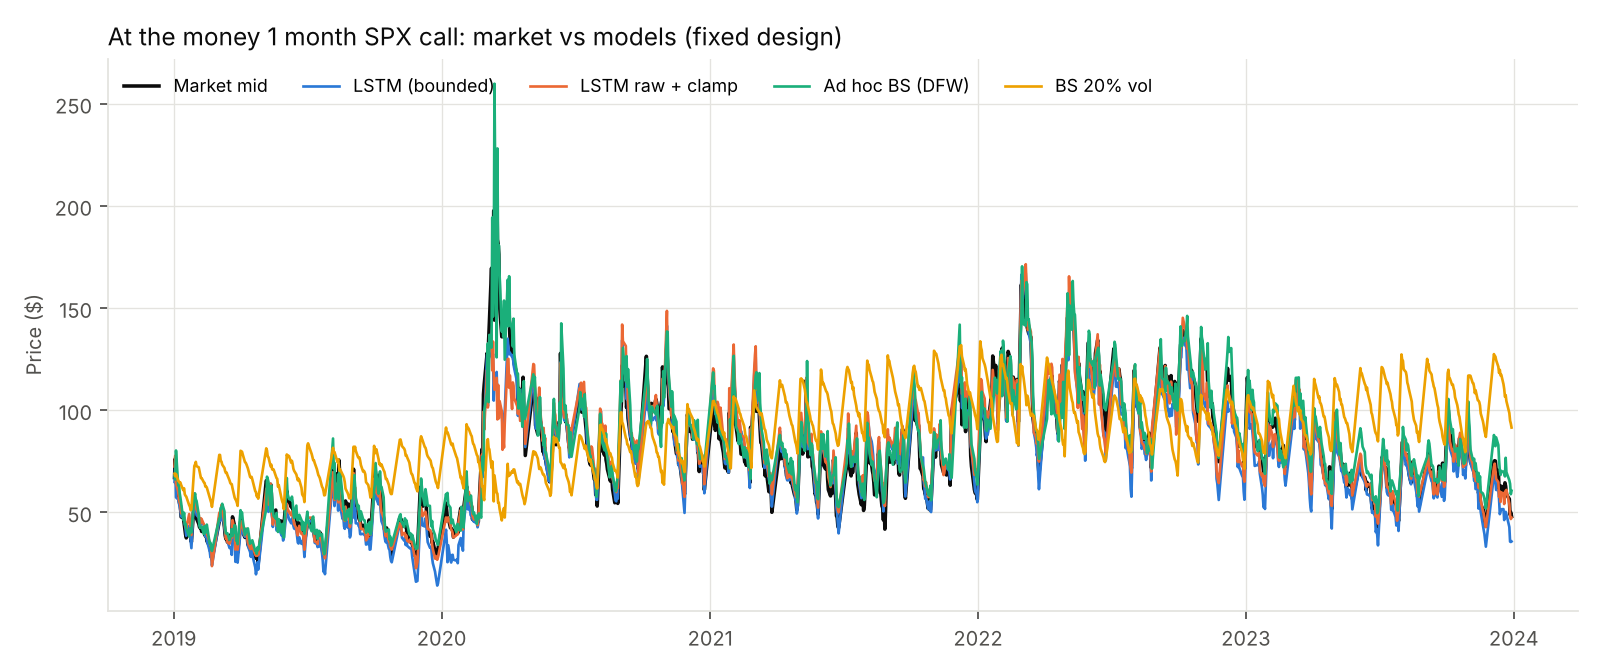 At the money 1 month SPX call: market vs models (fixed design)
Market mid
LSTM (bounded)
LSTM raw + clamp
Ad hoc BS (DFW)
BS 20% vol
Price ($)
250
200
150
100
50
2019
2020
2021
2022
2023
2024